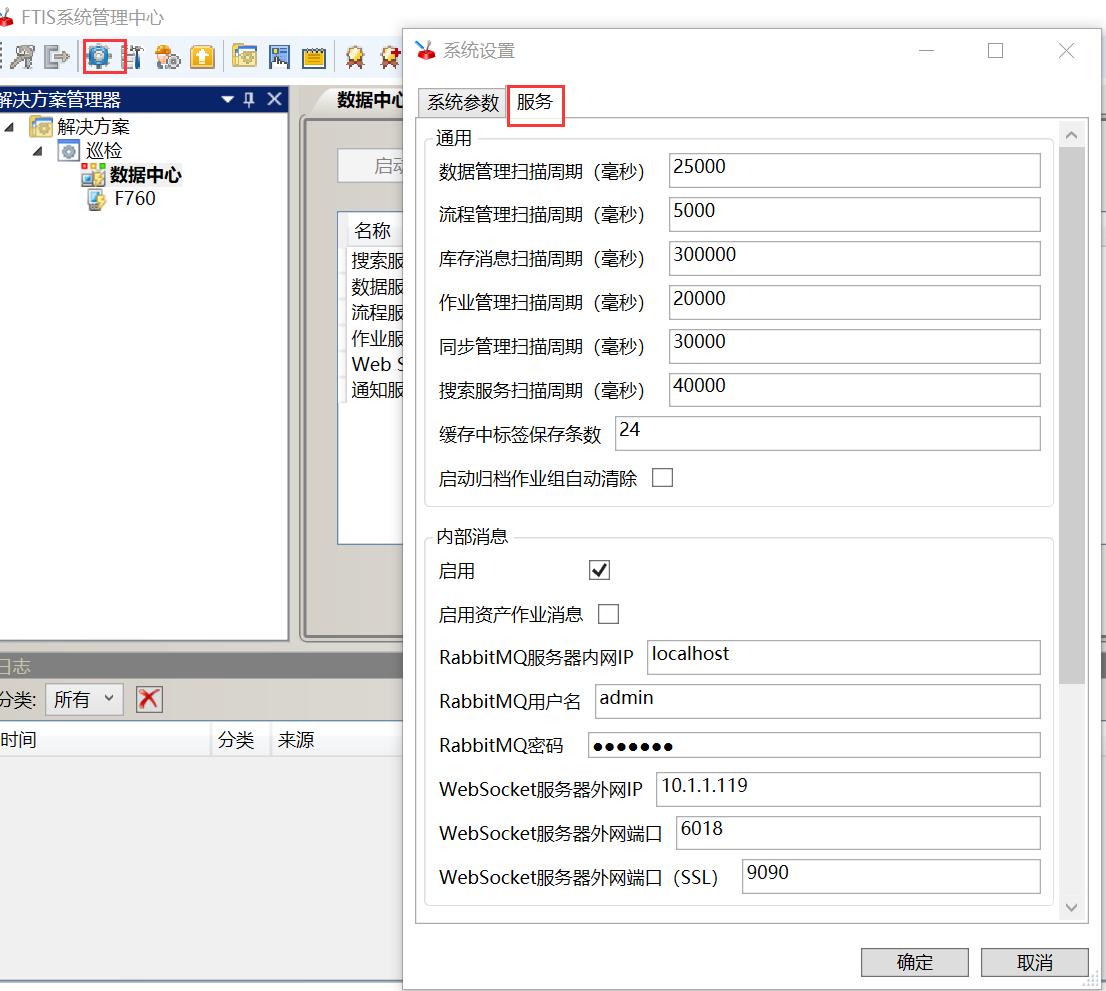 FTIS系统管理中心
系统设置
解决方案管理器
解决方案
巡检
数据中心
F760
数据中心
启动
名称
搜索服
数据服
流程服
作业服
Web S
通知服
系统参数 服务
通用
数据管理扫描周期（毫秒） 25000
流程管理扫描周期（毫秒） 5000
库存消息扫描周期（毫秒） 300000
作业管理扫描周期（毫秒） 20000
同步管理扫描周期（毫秒） 30000
搜索服务扫描周期（毫秒） 40000
缓存中标签保存条数 24
启动归档作业组自动清除
内部消息
启用
启用资产作业消息
RabbitMQ服务器内网IP localhost
RabbitMQ用户名 admin
RabbitMQ密码 ●●●●●●●
WebSocket服务器外网IP 10.1.1.119
WebSocket服务器外网端口 6018
WebSocket服务器外网端口（SSL） 9090
确定 取消
日志
分类: 所有
时间 分类 来源